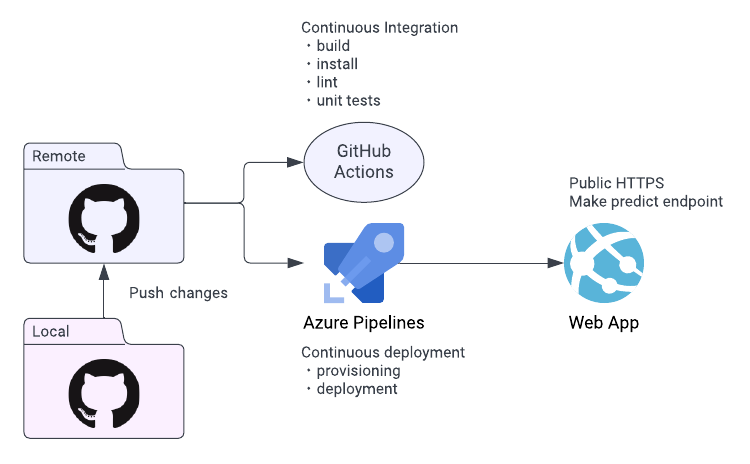 Continuous Integration
・build
・install
・lint
・unit tests
Remote
GitHub
Actions
Public HTTPS
Make predict endpoint
Push changes
Azure Pipelines
Web App
Local
Continuous deployment
・provisioning
・deployment